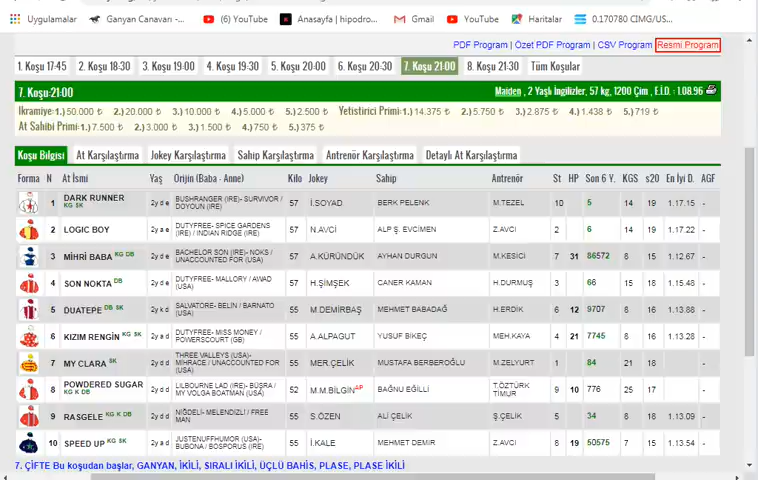 Uygulamalar Ganyan Canavarı -... (6) YouTube Anasayfa | hipodro... Gmail YouTube Haritalar 0.170780 CIMG/US...
PDF Program | Özet PDF Program | CSV Program Resmi Program
1. Koşu 17-45 2. Koşu 18-30 3. Koşu 19:00 4. Koşu 19-30 5. Koşu 20:00 6. Koşu 20-30 7. Koşu 21:00 8. Koşu 21-30 Tüm Koşular
7. Koşu:21:00 Maiden , 2 Yaşlı İngilizler, 57 kg, 1200 Çim , E.İ.D. : 1.08.96
Ikramiye:1.)50.000 ₺ 2.)20.000 ₺ 3.)10.000 ₺ 4.)5.000 ₺ 5.)2.500 ₺ Yetistirici Primi:1.)14.375 ₺ 2.)5.750 ₺ 3.)2.875 ₺ 4.)1.438 ₺ 5.)719 ₺
At Sahibi Primi:1.)7.500 ₺ 2.)3.000 ₺ 3.)1.500 ₺ 4.)750 ₺ 5.)375 ₺
Koşu Bilgisi At Karşılaştırma Jokey Karşılaştırma Sahip Karşılaştırma Antrenör Karşılaştırma Detaylı At Karşılaştırma
Forma N At İsmi Yaş Orijin (Baba - Anne) Kilo Jokey Sahip Antrenör St HP Son 6 Y. KGS s20 En İyi D. AGF
1 DARK RUNNER KG SK 2y d e BUSHRANGER (IRE)- SURVIVOR / DOYOUN (IRE) 57 İ.SOYAD BERK PELENK M.TEZEL 10 5 14 19 1.17.15 -
2 LOGIC BOY 2y a e DUTYFREE- SPICE GARDENS (IRE) / INDIAN RIDGE (IRE) 57 N.AVCİ ALP Ş. EVCİMEN Z.AVCI 2 6 14 19 1.17.22 -
3 MİHRİ BABA KG DB BACHELOR SON (IRE)- NOKS / UNACCOUNTED FOR (USA) 57 A.KÜRÜNDÜK AYHAN DURGUN M.KESİCİ 7 31 86572 8 15 1.12.67 -
4 SON NOKTA DB DUTYFREE- MALLORY / AWAD (USA) 57 H.ŞİMŞEK CANER KAMAN H.DURMUŞ 3 66 15 18 1.15.48 -
5 DUATEPE DB SK SALVATORE- BELİN / BARNATO (USA) 55 M.DEMİRBAŞ MEHMET BABADAĞ H.ERDİK 6 12 9707 8 16 1.13.88 -
6 KIZIM RENGİN KG SK 2y a d DUTYFREE- MISS MONEY / POWERSCOURT (GB) 55 A.ALPAGUT YUSUF BİKEÇ MEH.KAYA 4 21 7745 8 16 1.13.28 -
7 MY CLARA SK THREE VALLEYS (USA)- MİHRACE / UNACCOUNTED FOR (USA) 55 MER.ÇELİK MUSTAFA BERBEROĞLU M.ZELYURT 1 84 21 18 -
8 POWDERED SUGAR KG K DB 2y d d LILBOURNE LAD (IRE)- BÜŞRA / MY VOLGA BOATMAN (USA) 52 M.M.BİLGİN AP BAĞNU EĞİLLİ T.ÖZTÜRK TİMUR 9 10 776 25 17 -
9 RASGELE KG K DB 2y d d NİĞDELİ- MELENDİZLİ / FREE MAN 55 S.ÖZEN ALİ ÇELİK Ş.ÇELİK 5 34 8 18 1.13.09 -
10 SPEED UP KG SK 2y a d JUSTENUFFHUMOR (USA)- BUBONA / BOSPORUS (IRE) 55 İ.KALE MEHMET DEMİR Z.AVCI 8 19 50575 7 15 1.13.54 -
7. ÇİFTE Bu koşudan başlar, GANYAN, İKİLİ, SIRALI İKİLİ, ÜÇLÜ BAHİS, PLASE, PLASE İKİLİ